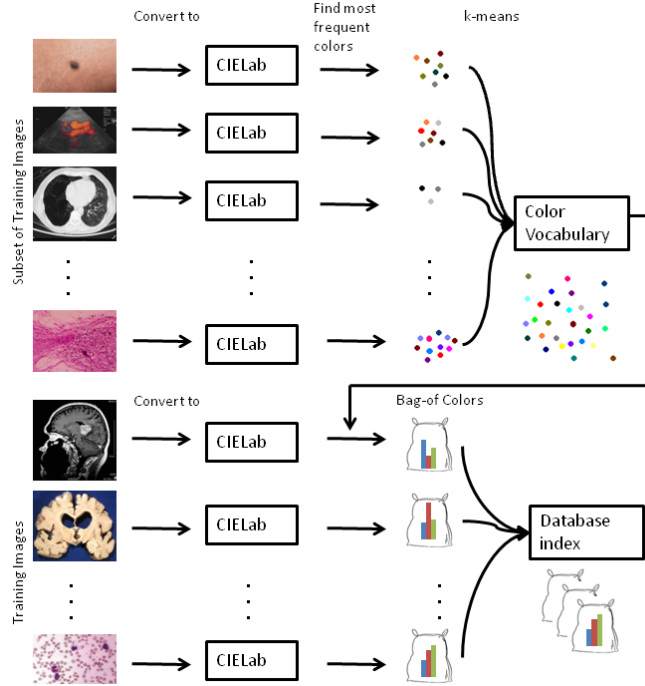 Convert to
Find most
frequent
colors
k-means
Subset of Training Images
CIELab
CIELab
CIELab
Color
Vocabulary
CIELab
Convert to
Bag-of Colors
Training Images
CIELab
CIELab
Database
index
CIELab